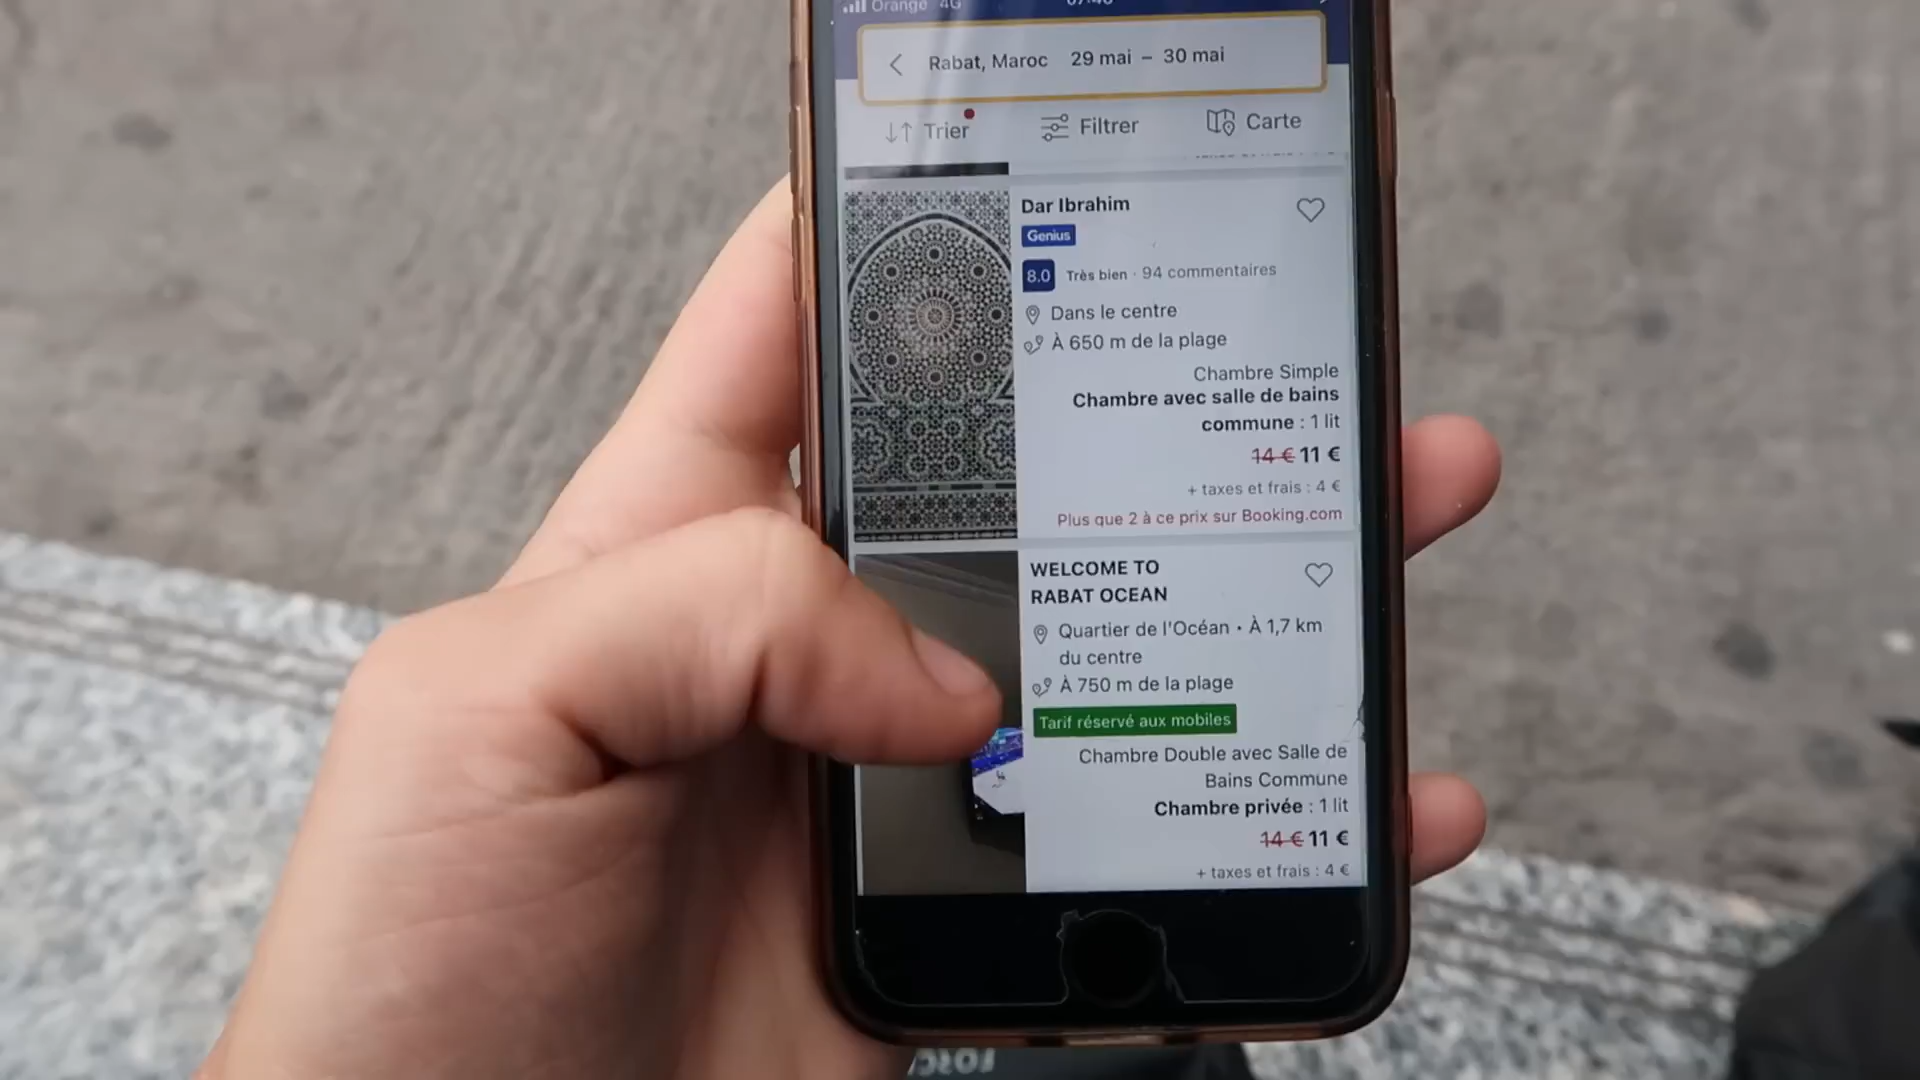 Orange 4G
Rabat, Maroc 29 mai – 30 mai
Trier
Filtrer
Carte
Dar Ibrahim
Genius
8.0 Très bien · 94 commentaires
Dans le centre
À 650 m de la plage
Chambre Simple
Chambre avec salle de bains
commune : 1 lit
14 € 11 €
+ taxes et frais : 4 €
Plus que 2 à ce prix sur Booking.com
WELCOME TO
RABAT OCEAN
Quartier de l'Océan • À 1,7 km
du centre
À 750 m de la plage
Tarif réservé aux mobiles
Chambre Double avec Salle de
Bains Commune
Chambre privée : 1 lit
14 € 11 €
+ taxes et frais : 4 €